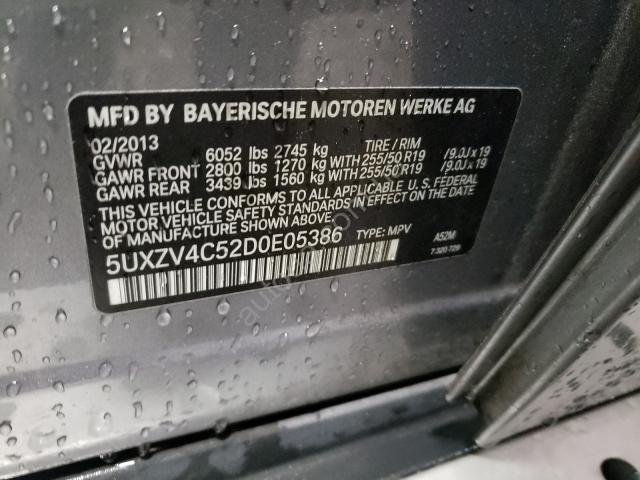 MFD BY BAYERISCHE MOTOREN WERKE AG
02/2013
GVWR 6052 lbs 2745 kg TIRE / RIM
GAWR FRONT 2800 lbs 1270 kg WITH 255/50 R19 /9.0J x 19
GAWR REAR 3439 lbs 1560 kg WITH 255/50 R19 /9.0J x 19
THIS VEHICLE CONFORMS TO ALL APPLICABLE U.S. FEDERAL
MOTOR VEHICLE SAFETY STANDARDS IN EFFECT ON THE DATE
OF MANUFACTURE SHOWN ABOVE.
5UXZV4C52D0E05386 TYPE: MPV A52M
7 320 729